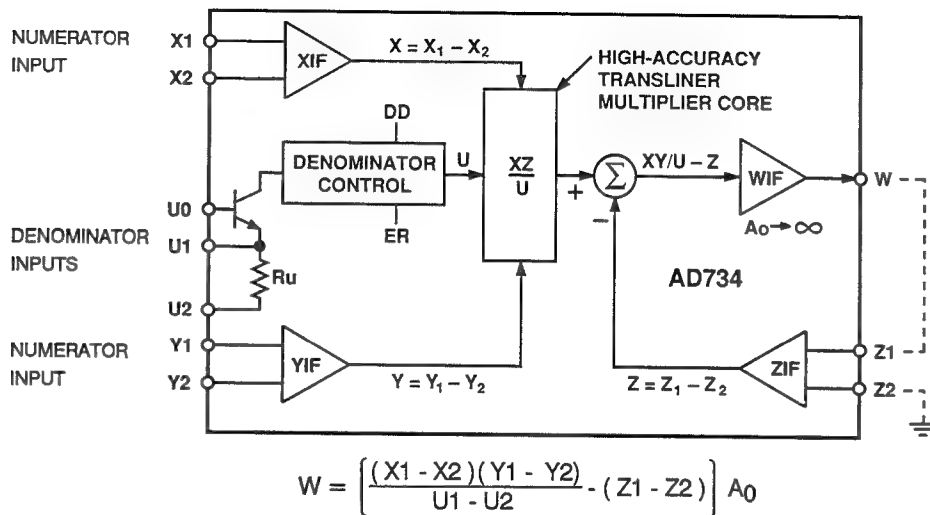 NUMERATOR
INPUT
X1
X2
XIF
X = X₁ – X₂
HIGH-ACCURACY
TRANSLINER
MULTIPLIER CORE
DD
DENOMINATOR
CONTROL
ER
U
XZ
U
+
Σ
–
XY/U – Z
WIF
A₀→∞
W
U0
DENOMINATOR
INPUTS
U1
Ru
U2
AD734
NUMERATOR
INPUT
Y1
Y2
YIF
Y = Y₁ – Y₂
Z = Z₁ – Z₂
ZIF
Z1
Z2
W = [ (X1 - X2)(Y1 - Y2) / U1 - U2 - (Z1 - Z2) ] A₀